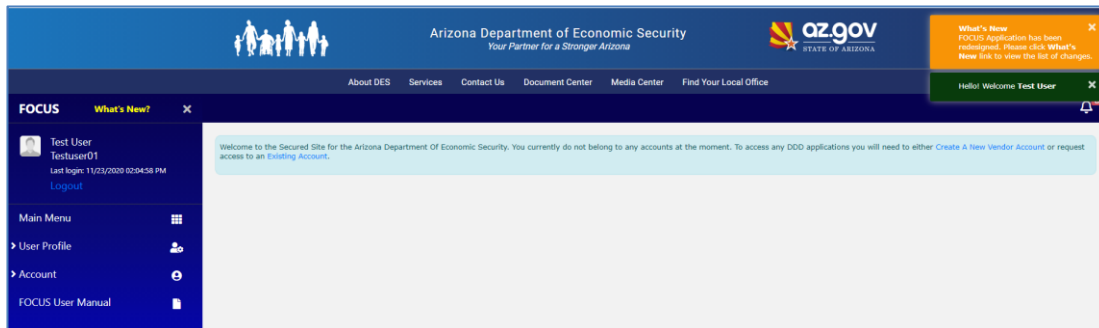 Arizona Department of Economic Security
Your Partner for a Stronger Arizona
az.gov
STATE OF ARIZONA
What's New
FOCUS Application has been
redesigned. Please click What's
New link to view the list of changes.
About DES Services Contact Us Document Center Media Center Find Your Local Office
Hello! Welcome Test User
FOCUS What's New?
Test User
Testuser01
Last login: 11/23/2020 02:04:58 PM
Logout
Welcome to the Secured Site for the Arizona Department Of Economic Security. You currently do not belong to any accounts at the moment. To access any DDD applications you will need to either Create A New Vendor Account or request
access to an Existing Account.
Main Menu
User Profile
Account
FOCUS User Manual